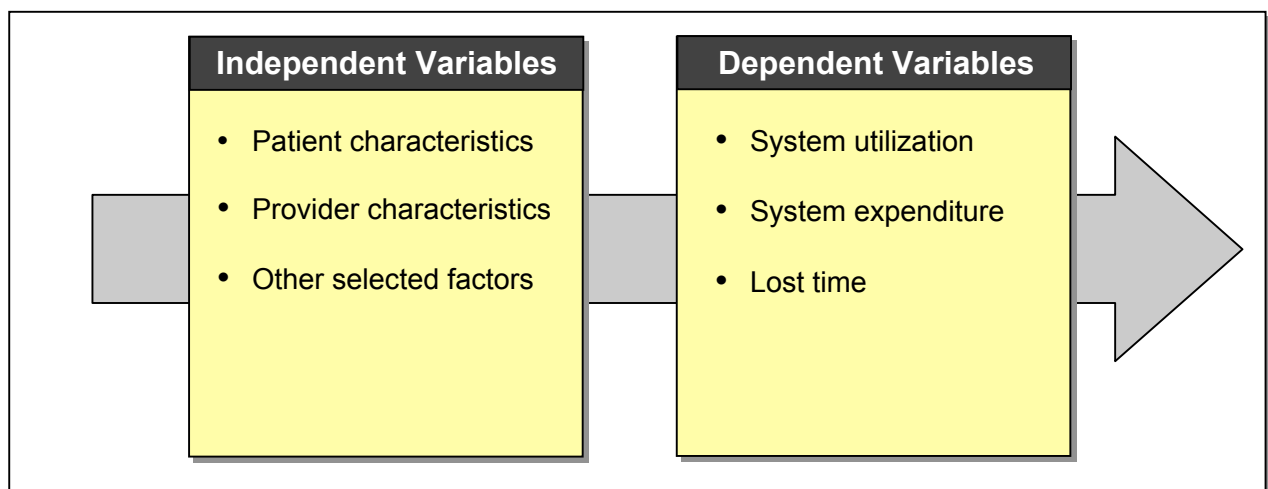 Independent Variables
• Patient characteristics
• Provider characteristics
• Other selected factors
Dependent Variables
• System utilization
• System expenditure
• Lost time